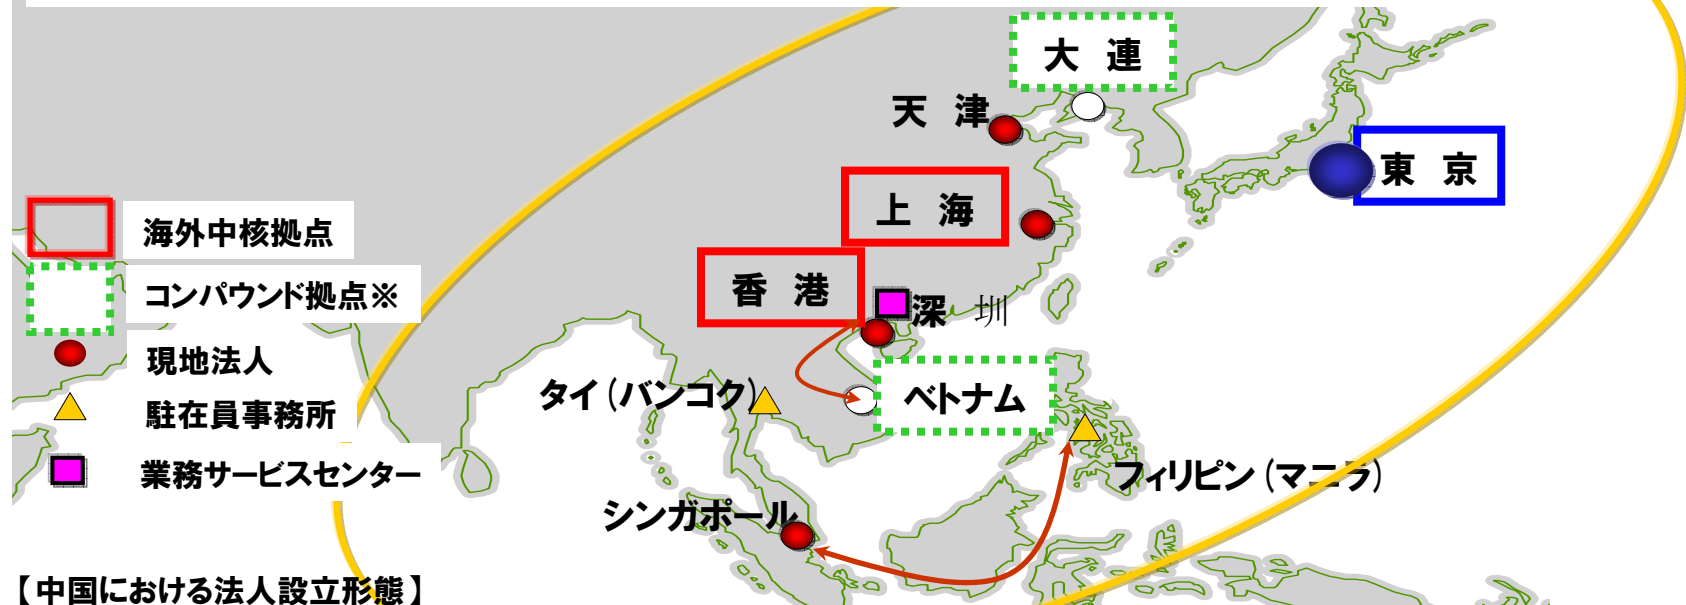 大 連
天 津
東 京
上 海
海外中核拠点
香 港
コンパウンド拠点※
深 圳
現地法人
タイ(バンコク)
ベトナム
駐在員事務所
業務サービスセンター
フィリピン(マニラ)
シンガポール
【中国における法人設立形態】